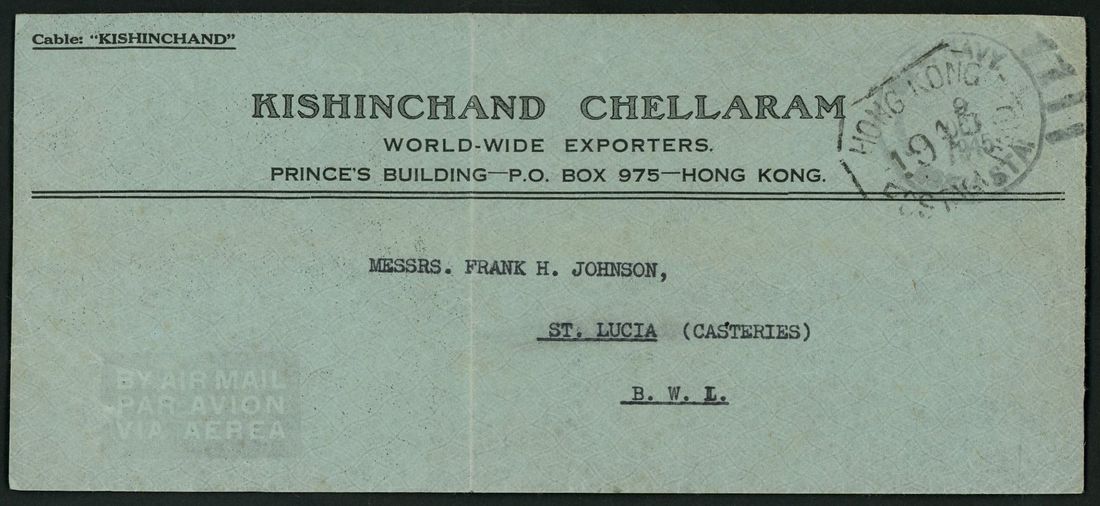 Cable: "KISHINCHAND"
KISHINCHAND CHELLARAM
WORLD-WIDE EXPORTERS.
PRINCE'S BUILDING—P.O. BOX 975—HONG KONG.
HONG KONG
1945
MESSRS. FRANK H. JOHNSON,
ST. LUCIA (CASTERIES)
B. W. I.
BY AIR MAIL
PAR AVION
VIA AEREA